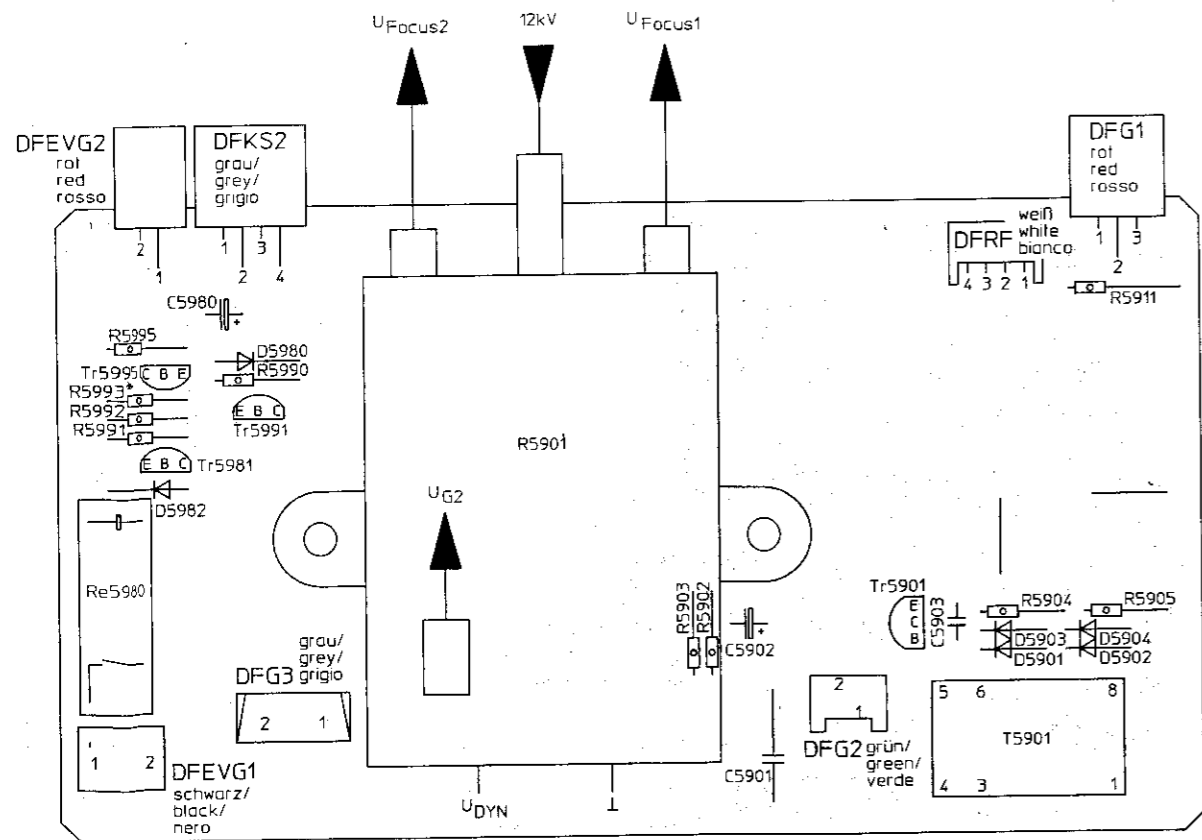 UFocus2
12kV
UFocus1
DFEVG2
rot
red
rosso
2
1
DFKS2
grau/
grey/
grigio
1
3
2
4
DFG1
rot
red
rosso
1
3
2
DFRF
weiß
white
bianco
4 3 2 1
R5911
C5980
+
R5995
D5980
R5990
Tr5995
C B E
R5993*
R5992
R5991
E B C
Tr5991
E B C
Tr5981
D5982
R5901
UG2
Re5980
R5903
R5902
C5902
+
Tr5901
E
C
B
C5903
R5904
R5905
D5903
D5904
D5901
D5902
DFG3
grau/
grey/
grigio
2 1
2
1
DFG2
grün/
green/
verde
5 6 8
T5901
4 3 1
C5901
1 2
DFEVG1
schwarz/
black/
nero
UDYN
⊥